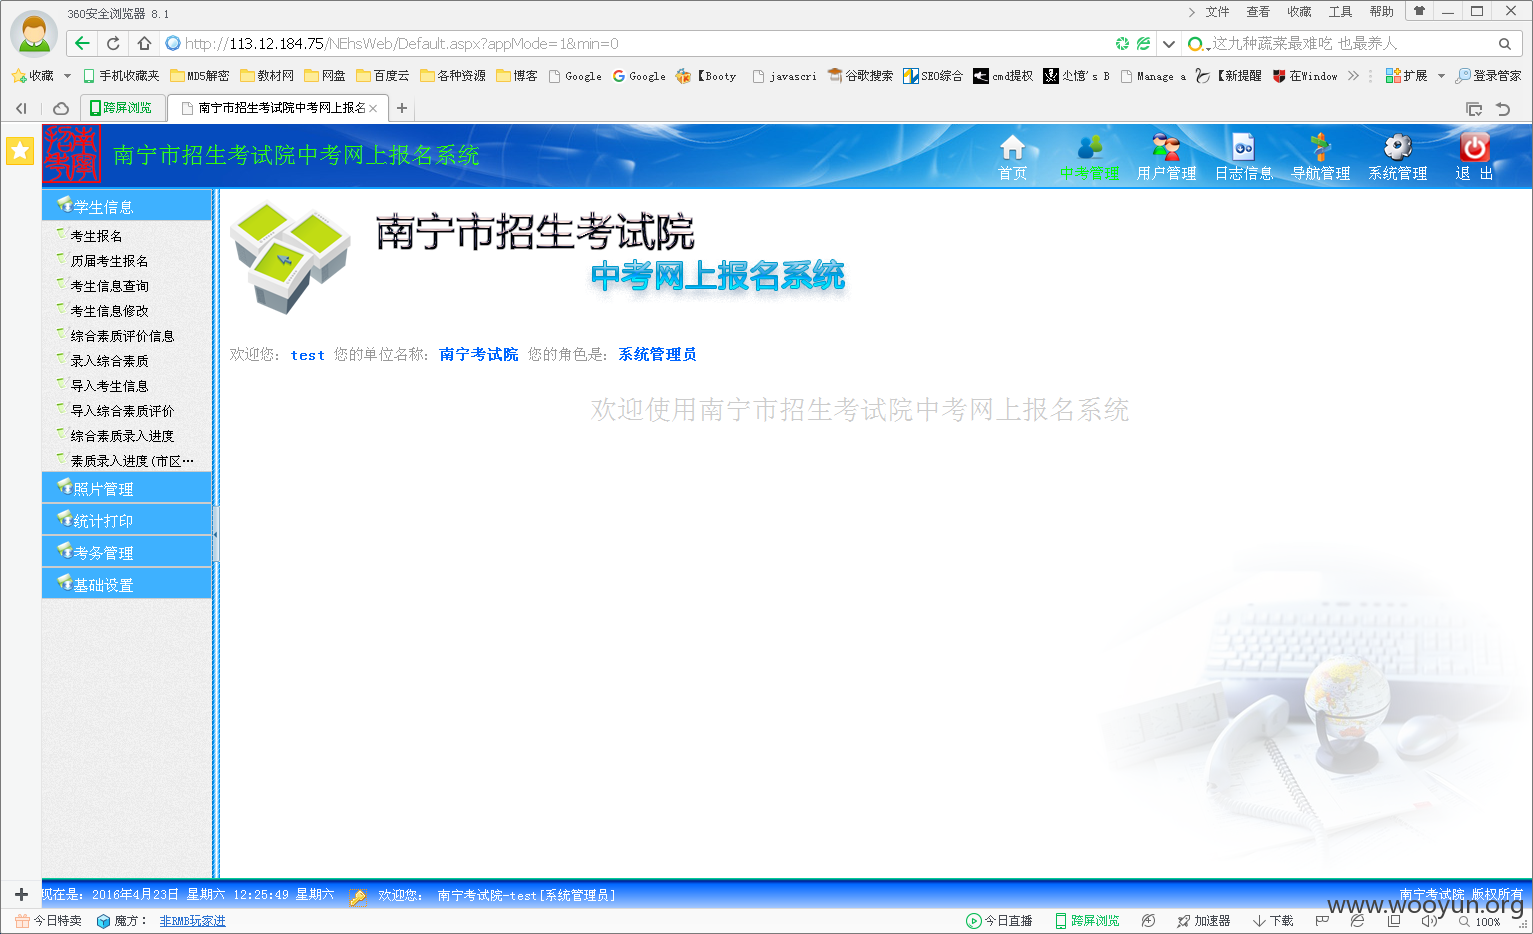 360安全浏览器 8.1
文件 查看 收藏 工具 帮助
http://113.12.184.75/NEhsWeb/Default.aspx?appMode=1&min=0
这九种蔬菜最难吃 也最养人
收藏 手机收藏夹 MD5解密 教材网 网盘 百度云 各种资源 博客 Google Google 【Booty javascri 谷歌搜索 SEO综合 cmd提权 尐愔's B Manage a 【新提醒 在Window 扩展 登录管家
跨屏浏览 南宁市招生考试院中考网上报名
南宁市招生考试院中考网上报名系统
首页 中考管理 用户管理 日志信息 导航管理 系统管理 退 出
学生信息
考生报名
历届考生报名
考生信息查询
考生信息修改
综合素质评价信息
录入综合素质
导入考生信息
导入综合素质评价
综合素质录入进度
素质录入进度(市区…
照片管理
统计打印
考务管理
基础设置
南宁市招生考试院
中考网上报名系统
欢迎您: test 您的单位名称: 南宁考试院 您的角色是: 系统管理员
欢迎使用南宁市招生考试院中考网上报名系统
现在是: 2016年4月23日 星期六 12:25:49 星期六 欢迎您: 南宁考试院-test[系统管理员]
南宁考试院 版权所有
www.wooyun.org
今日特卖 魔方: 非RMB玩家进
今日直播 跨屏浏览 加速器 下载 100%